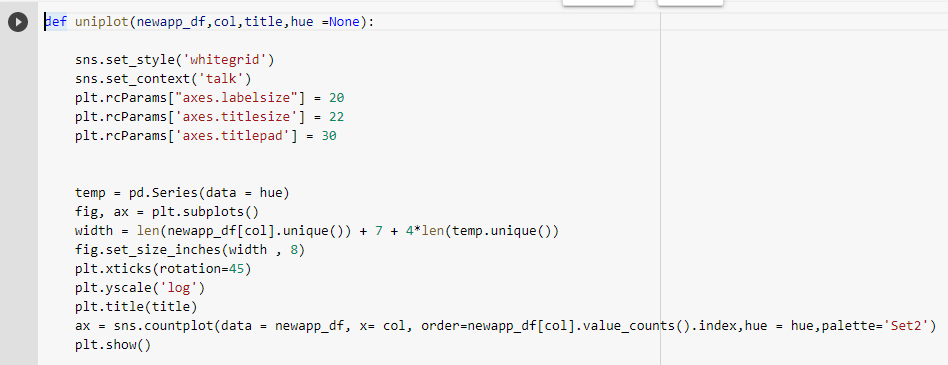 def uniplot(newapp_df,col,title,hue =None):
sns.set_style('whitegrid')
sns.set_context('talk')
plt.rcParams["axes.labelsize"] = 20
plt.rcParams['axes.titlesize'] = 22
plt.rcParams['axes.titlepad'] = 30
temp = pd.Series(data = hue)
fig, ax = plt.subplots()
width = len(newapp_df[col].unique()) + 7 + 4*len(temp.unique())
fig.set_size_inches(width , 8)
plt.xticks(rotation=45)
plt.yscale('log')
plt.title(title)
ax = sns.countplot(data = newapp_df, x= col, order=newapp_df[col].value_counts().index,hue = hue,palette='Set2')
plt.show()